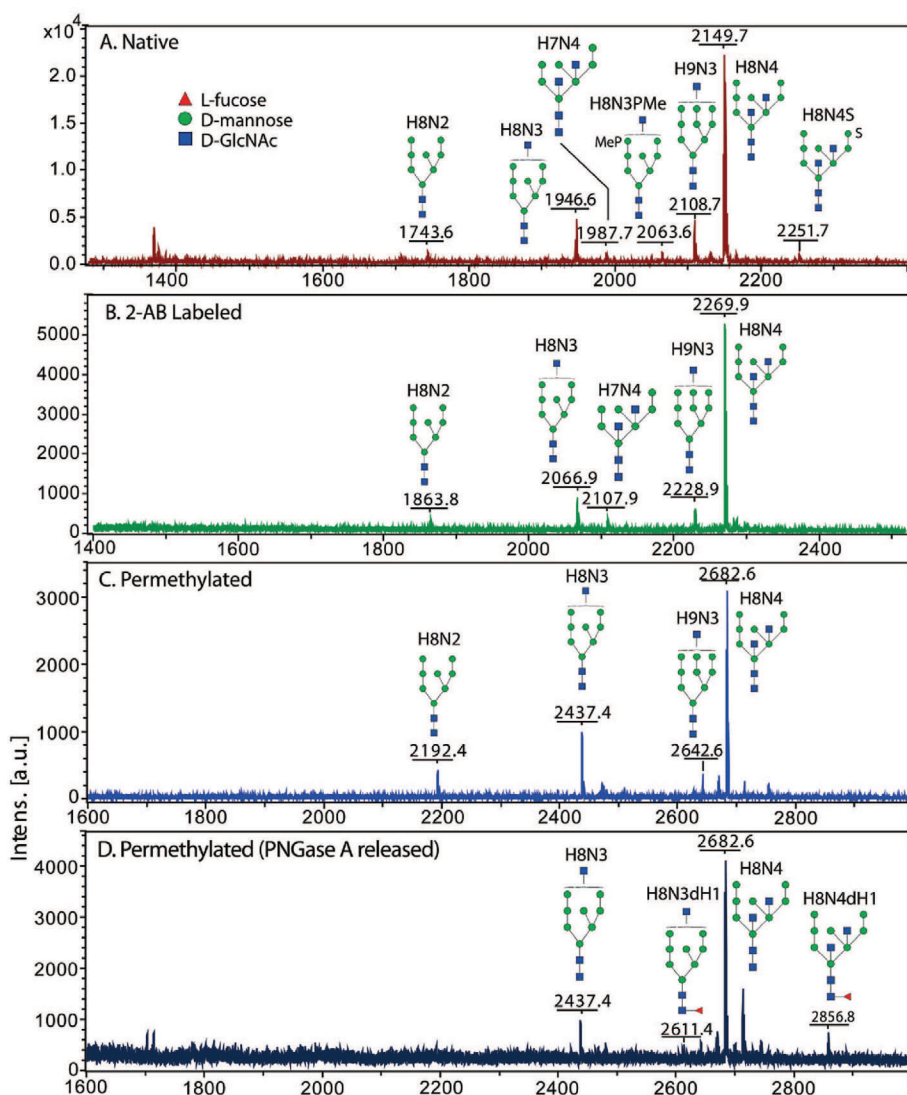 x10⁴
A. Native
2149.7
2.0
1.5
1.0
0.5
0.0
L-fucose
D-mannose
D-GlcNAc
H8N2
1743.6
H8N3
1946.6
H7N4
1987.7
H8N3PMe
MeP
2063.6
H9N3
2108.7
H8N4
H8N4S
S
2251.7
1400
1600
1800
2000
2200
B. 2-AB Labeled
2269.9
5000
4000
3000
2000
1000
0
H8N2
1863.8
H8N3
2066.9
H7N4
2107.9
H9N3
2228.9
H8N4
1400
1600
1800
2000
2200
2400
C. Permethylated
2682.6
3000
2000
1000
0
H8N2
2192.4
H8N3
2437.4
H9N3
2642.6
H8N4
1600
1800
2000
2200
2400
2600
2800
Intens. [a.u.]
D. Permethylated (PNGase A released)
2682.6
4000
3000
2000
1000
0
H8N3
2437.4
H8N3dH1
2611.4
H8N4
H8N4dH1
2856.8
1600
1800
2000
2200
2400
2600
2800